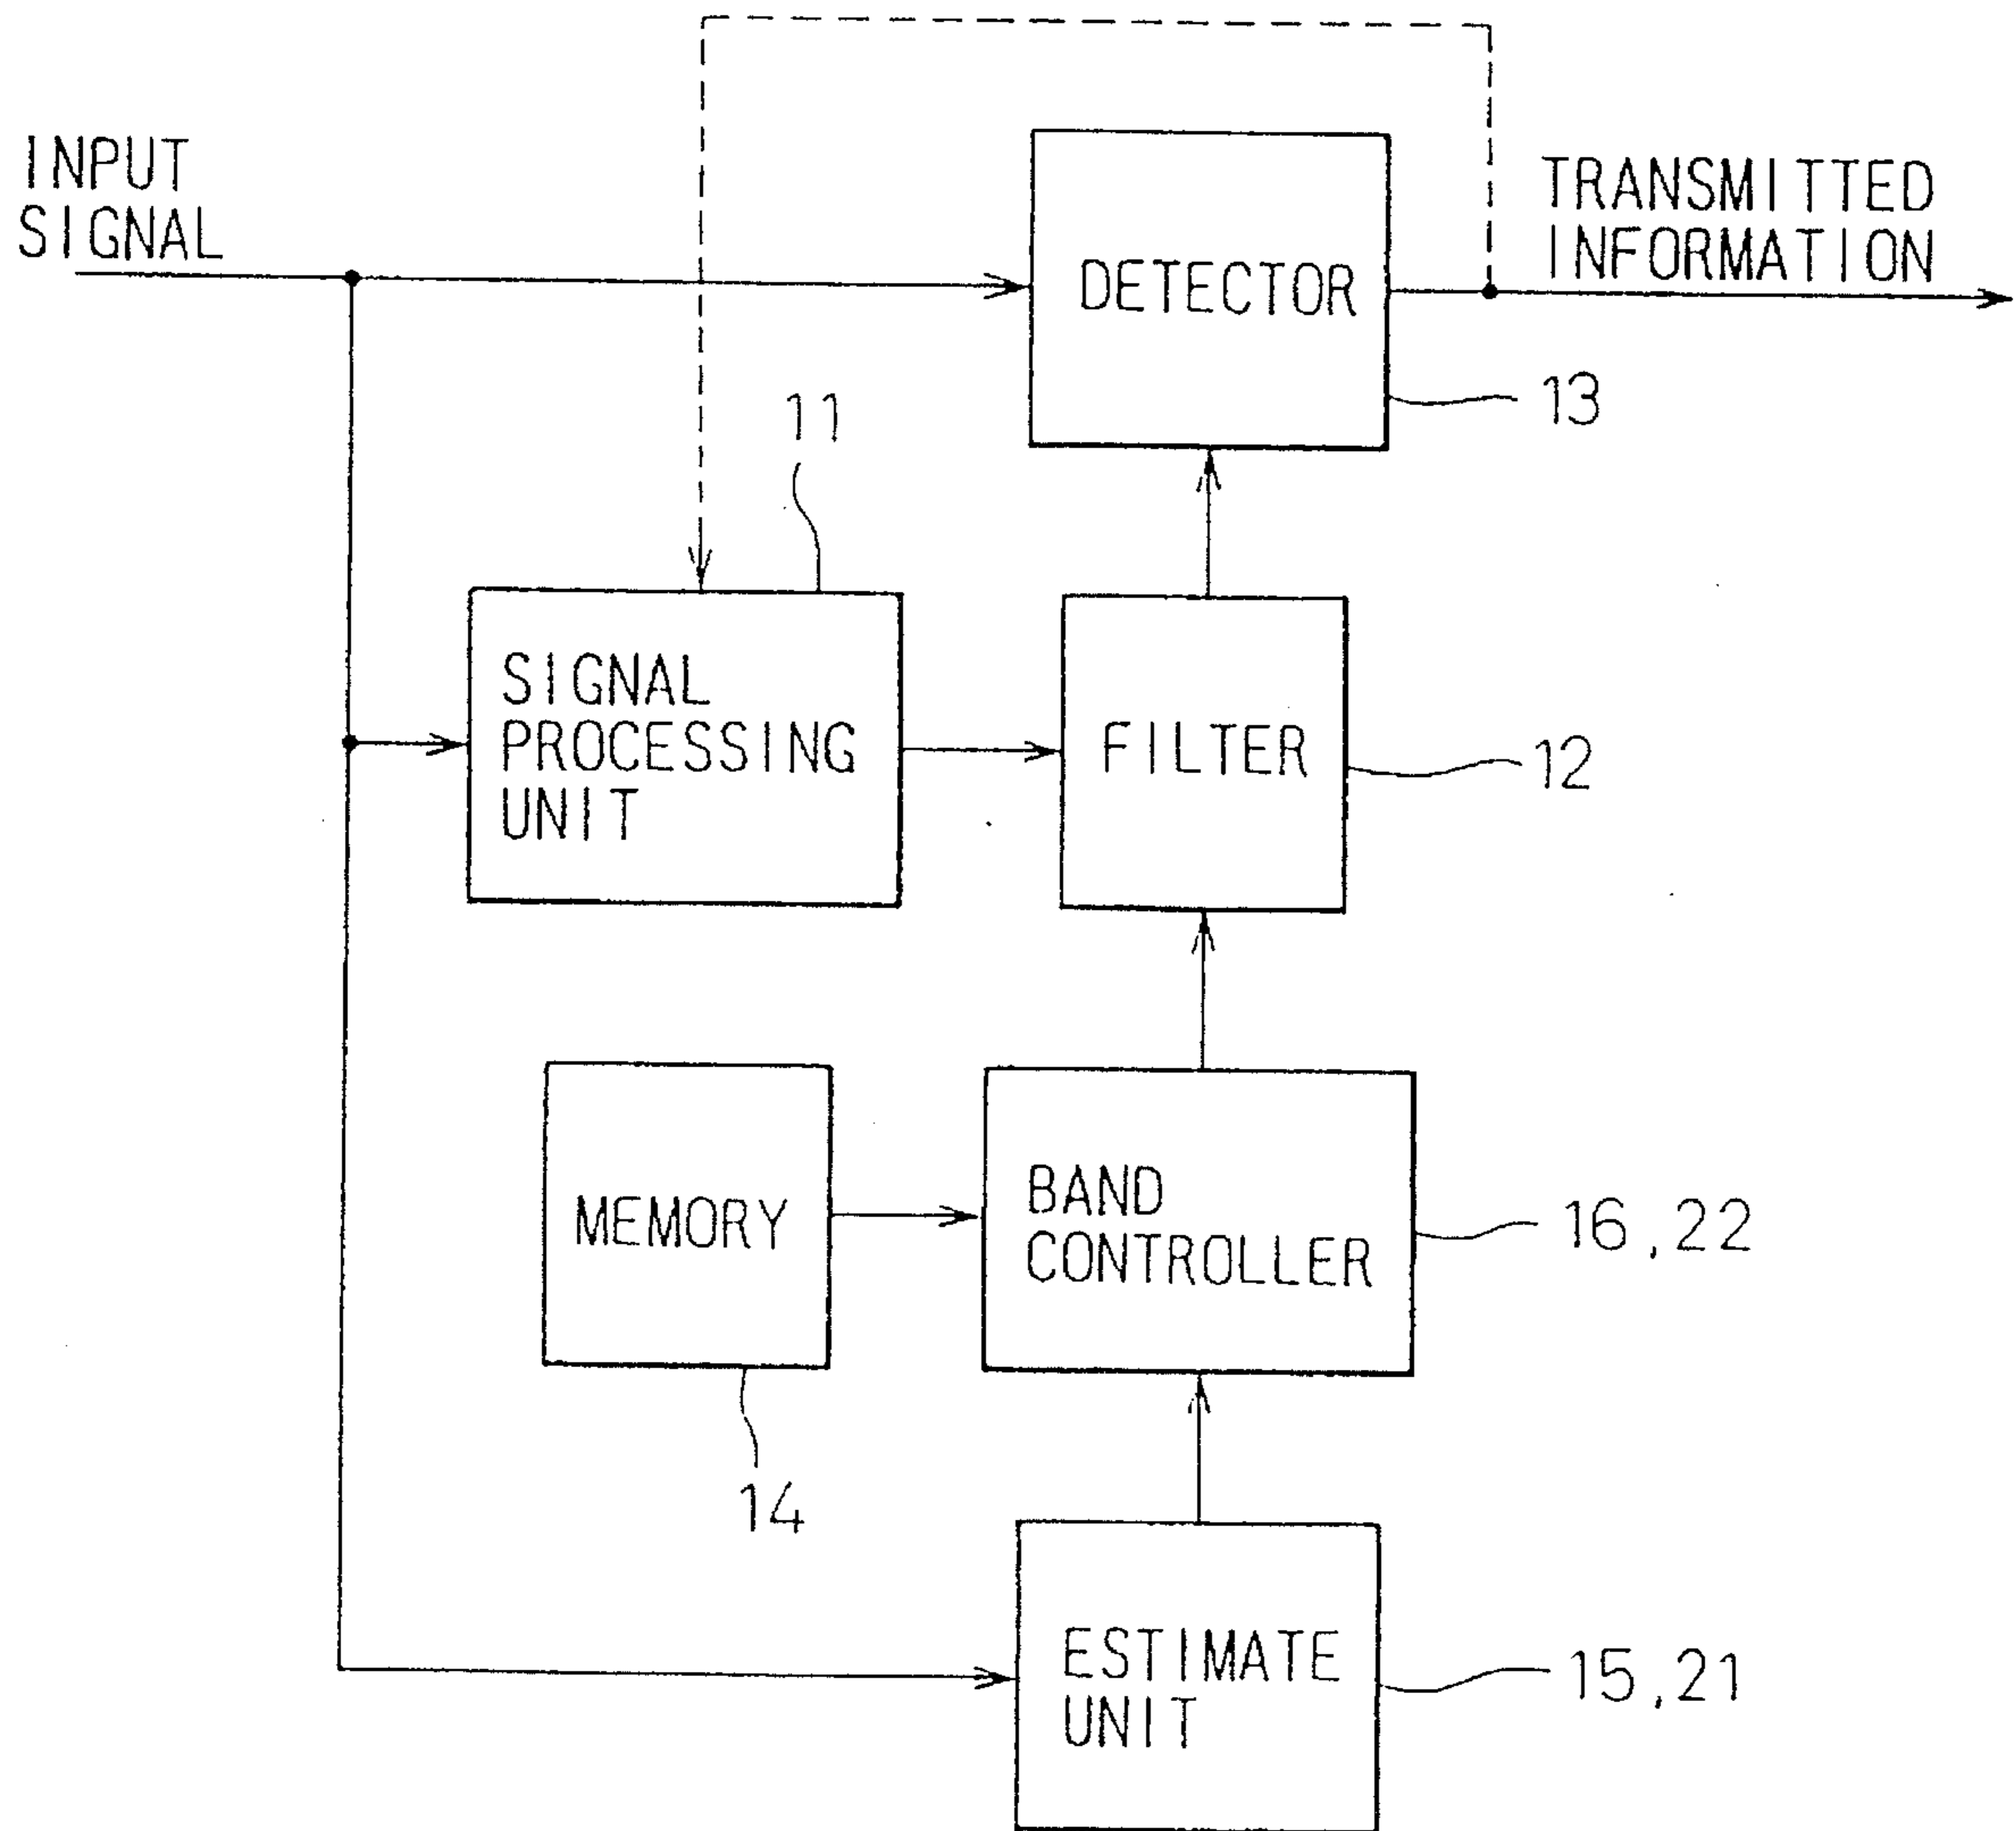 INPUT
SIGNAL
DETECTOR
TRANSMITTED
INFORMATION
13
11
SIGNAL
PROCESSING
UNIT
FILTER
12
MEMORY
14
BAND
CONTROLLER
16,22
ESTIMATE
UNIT
15,21